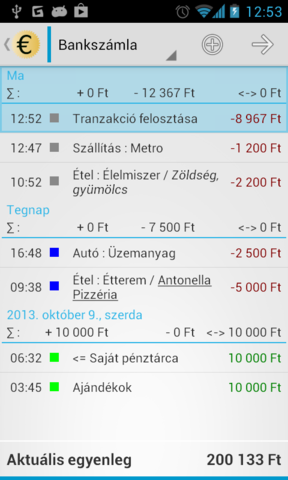 12:53
€ Bankszámla
Ma
Σ: + 0 Ft - 12 367 Ft <-> 0 Ft
12:52 Tranzakció felosztása -8 967 Ft
12:47 Szállítás : Metro -1 200 Ft
10:52 Étel : Élelmiszer / Zöldség, gyümölcs -2 200 Ft
Tegnap
Σ: + 0 Ft - 7 500 Ft <-> 0 Ft
16:48 Autó : Üzemanyag -2 500 Ft
09:38 Étel : Étterem / Antonella Pizzéria -5 000 Ft
2013. október 9., szerda
Σ: + 10 000 Ft - 0 Ft <-> 10 000 Ft
06:32 <= Saját pénztárca 10 000 Ft
03:45 Ajándékok 10 000 Ft
Aktuális egyenleg 200 133 Ft